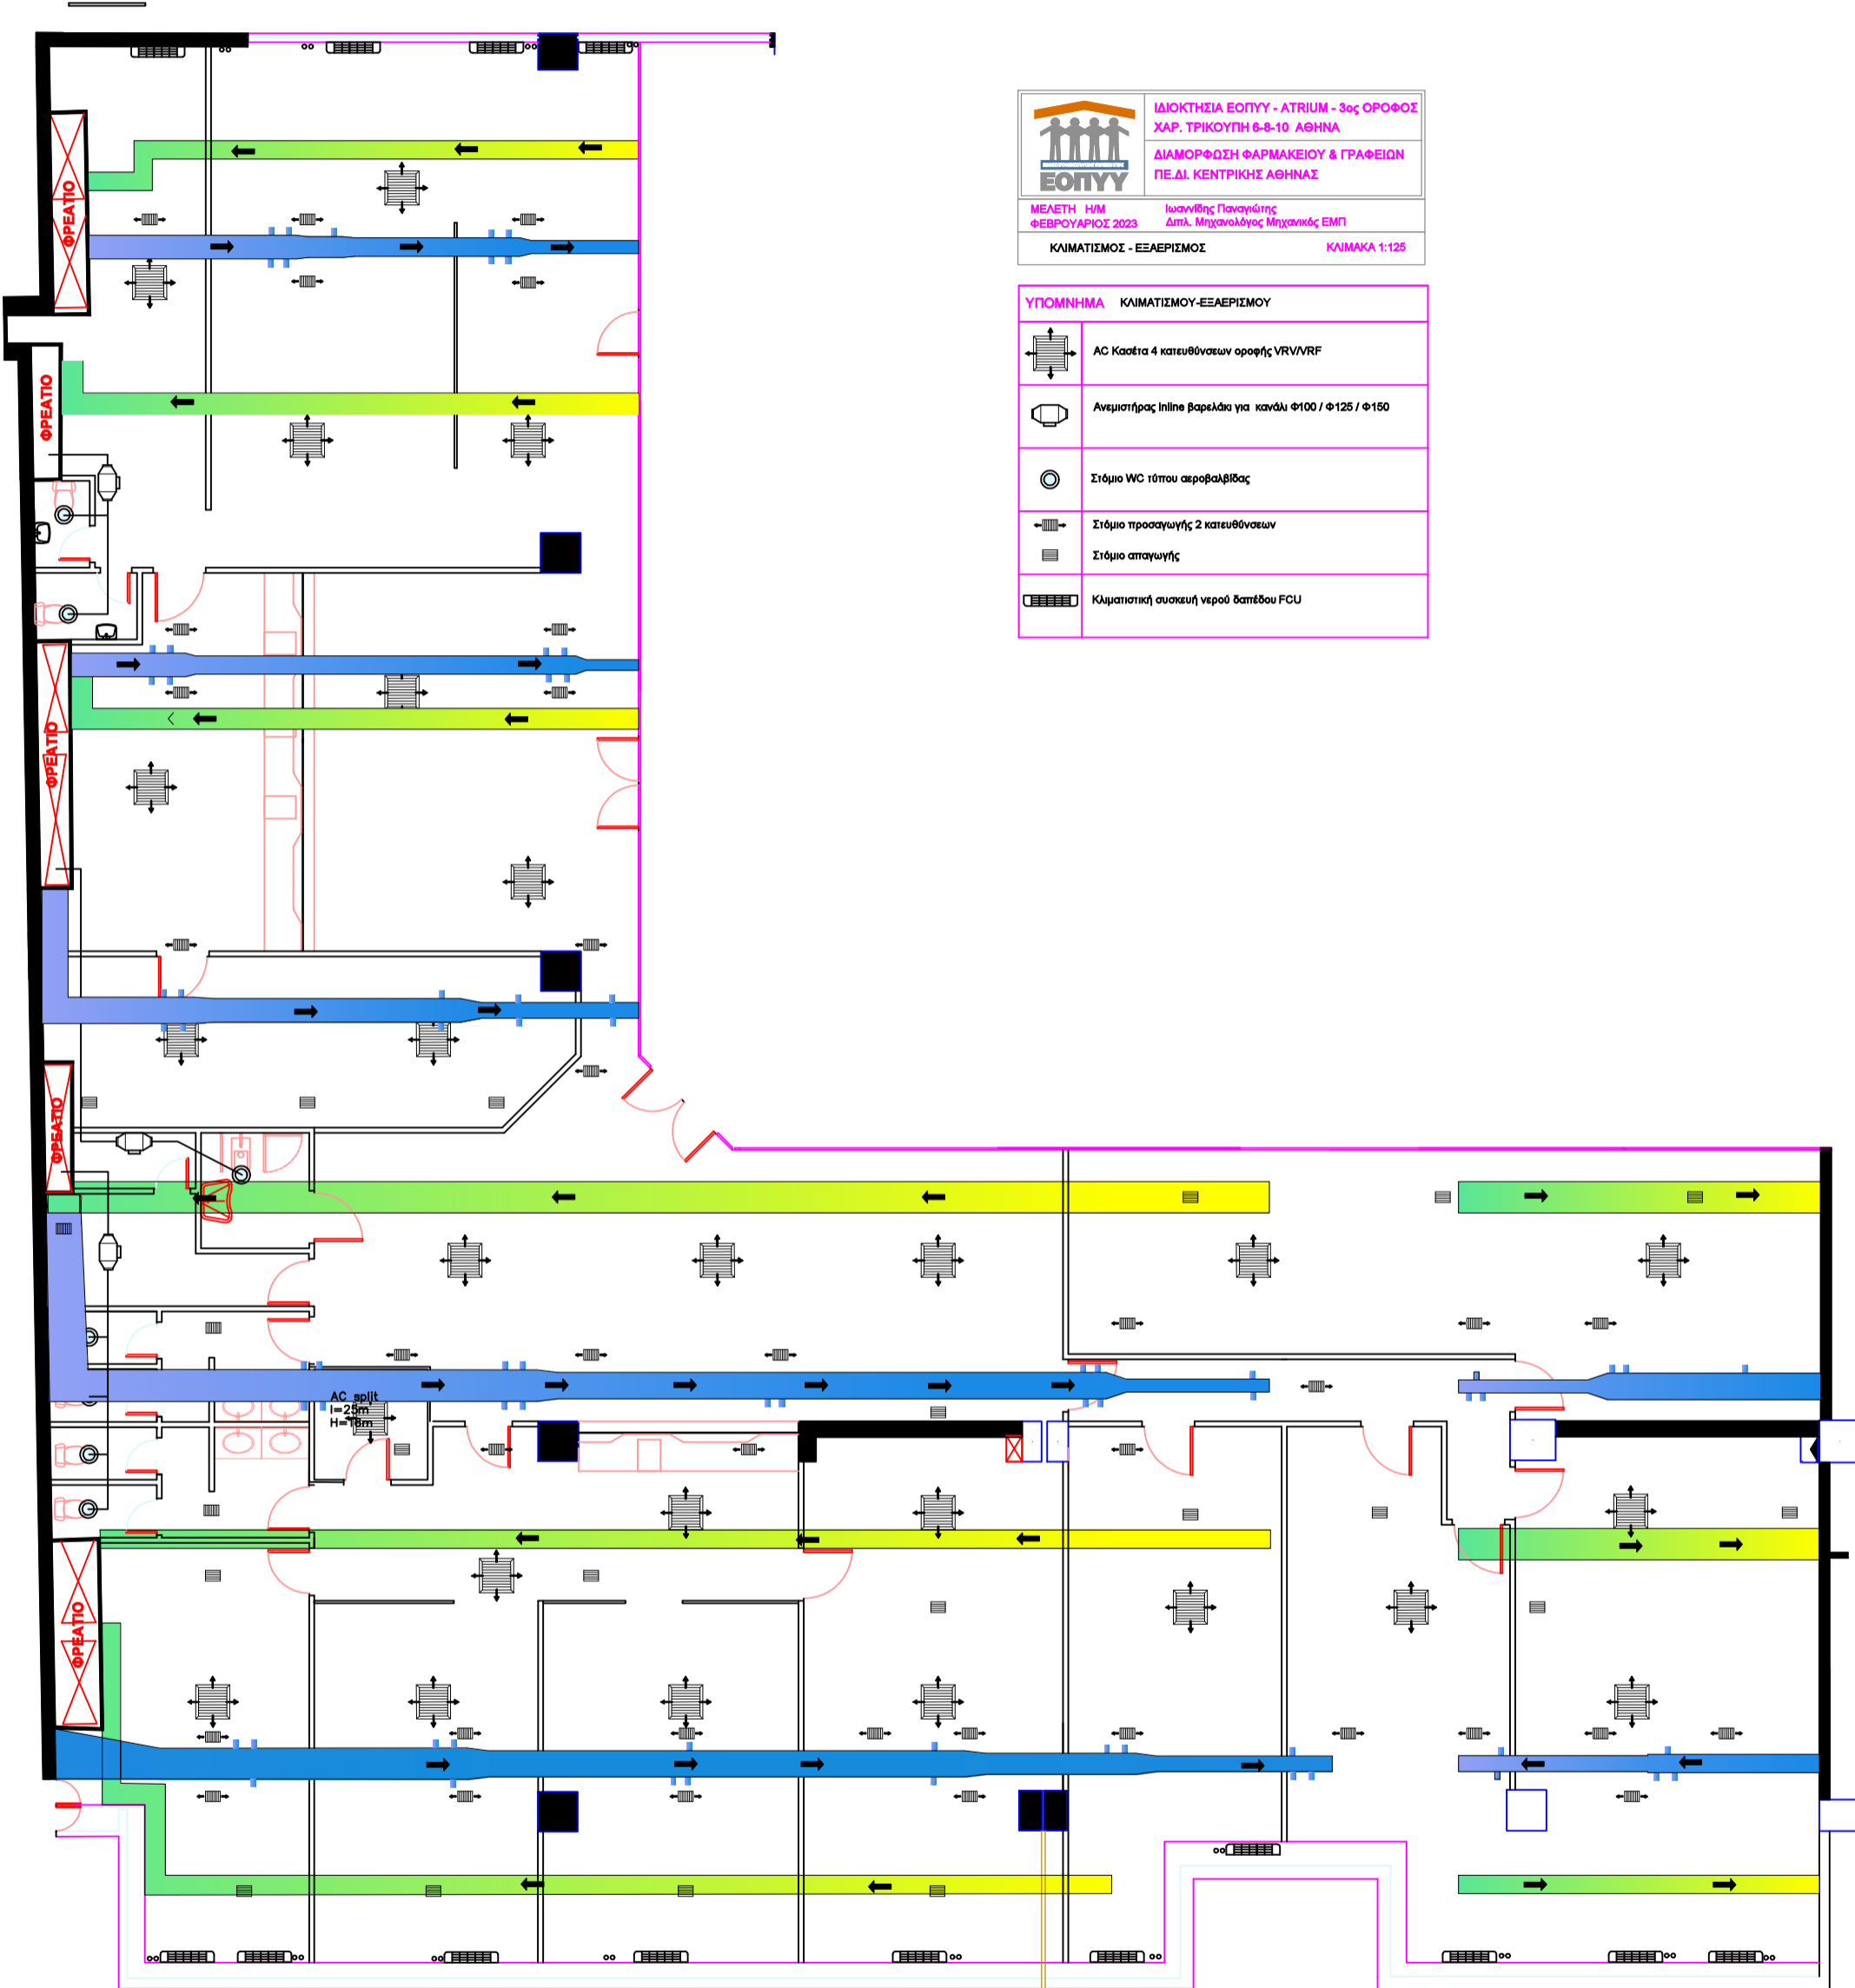 ΙΔΙΟΚΤΗΣΙΑ ΕΟΠΥΥ - ATRIUM - 3ος ΟΡΟΦΟΣ
ΧΑΡ. ΤΡΙΚΟΥΠΗ 6-8-10 ΑΘΗΝΑ
ΔΙΑΜΟΡΦΩΣΗ ΦΑΡΜΑΚΕΙΟΥ & ΓΡΑΦΕΙΩΝ
ΠΕ.ΔΙ. ΚΕΝΤΡΙΚΗΣ ΑΘΗΝΑΣ
ΕΟΠΥΥ
ΜΕΛΕΤΗ Η/Μ
ΦΕΒΡΟΥΑΡΙΟΣ 2023
Ιωαννίδης Παναγιώτης
Διπλ. Μηχανολόγος Μηχανικός ΕΜΠ
ΚΛΙΜΑΤΙΣΜΟΣ - ΕΞΑΕΡΙΣΜΟΣ
ΚΛΙΜΑΚΑ 1:125
ΥΠΟΜΝΗΜΑ ΚΛΙΜΑΤΙΣΜΟΥ-ΕΞΑΕΡΙΣΜΟΥ
AC Κασέτα 4 κατευθύνσεων οροφής VRV/VRF
Ανεμιστήρας inline βαρελάκι για κανάλι Φ100 / Φ125 / Φ150
Στόμιο WC τύπου αεροβαλβίδας
Στόμιο προσαγωγής 2 κατευθύνσεων
Στόμιο απαγωγής
Κλιματιστική συσκευή νερού δαπέδου FCU
ΦΡΕΑΤΙΟ
ΦΡΕΑΤΙΟ
ΦΡΕΑΤΙΟ
ΦΡΕΑΤΙΟ
AC split
l=25m
H=18m
ΦΡΕΑΤΙΟ